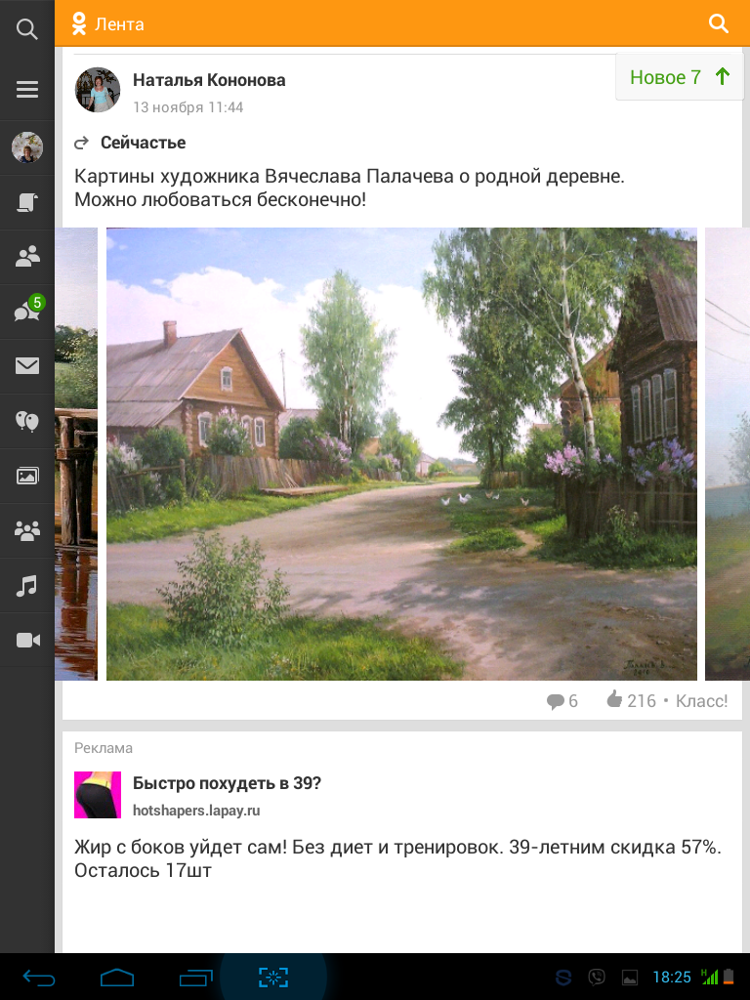 Лента
Новое 7
Наталья Кононова
13 ноября 11:44
Сейчастье
Картины художника Вячеслава Палачева о родной деревне.
Можно любоваться бесконечно!
5
6 216 • Класс!
Реклама
Быстро похудеть в 39?
hotshapers.lapay.ru
Жир с боков уйдет сам! Без диет и тренировок. 39-летним скидка 57%.
Осталось 17шт
18:25 H